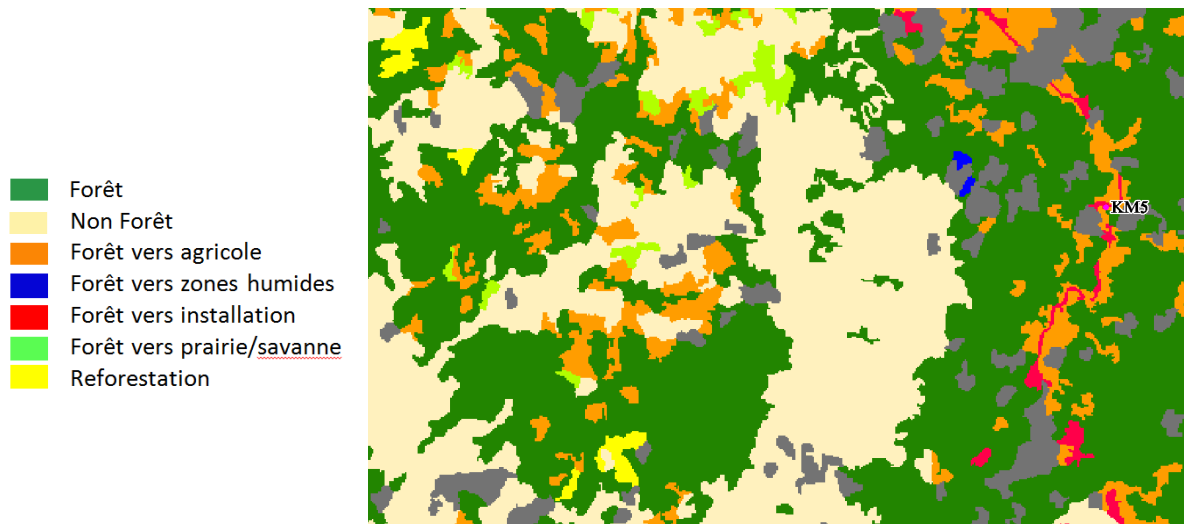 Forêt
Non Forêt
Forêt vers agricole
Forêt vers zones humides
Forêt vers installation
Forêt vers prairie/savanne
Reforestation
KM5